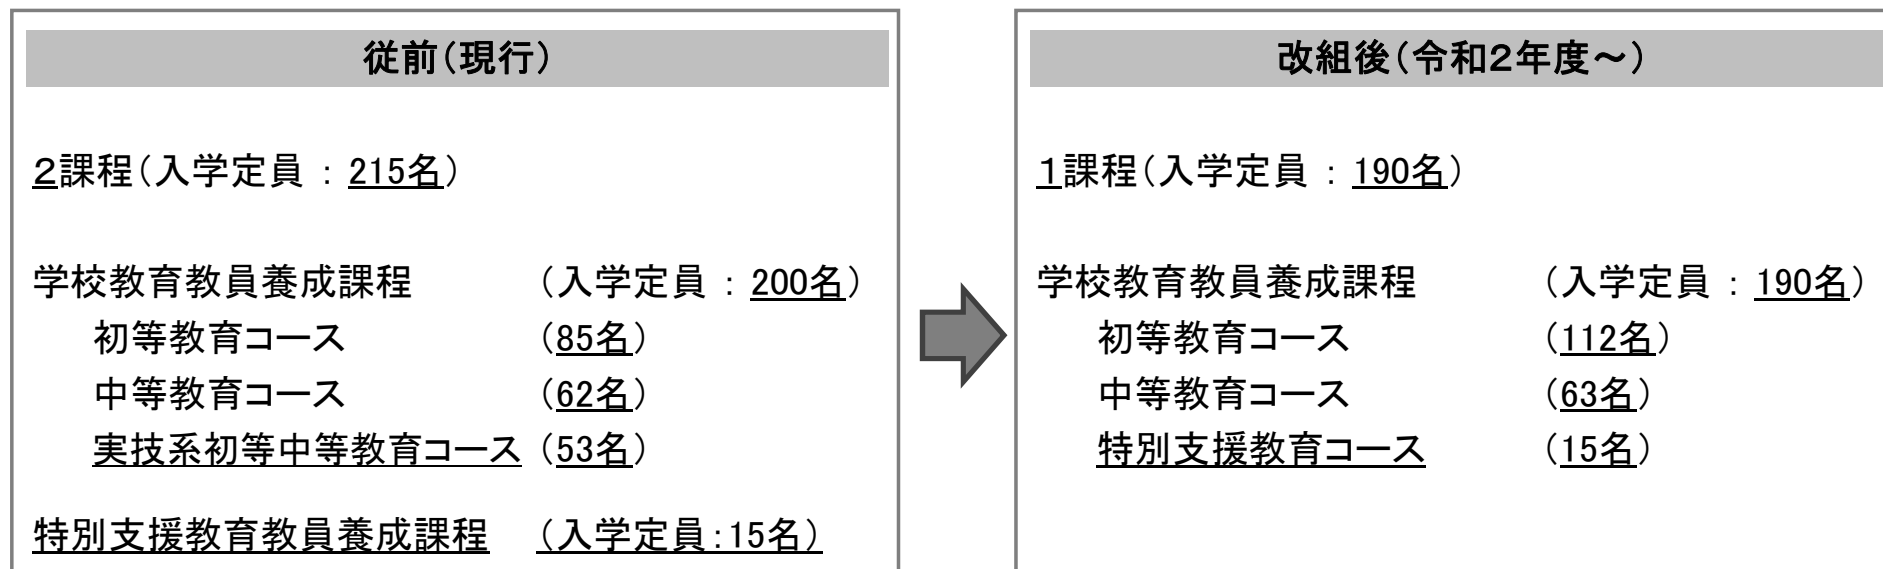 従前(現行)
2課程(入学定員 : 215名)
学校教育教員養成課程 (入学定員 : 200名)
初等教育コース (85名)
中等教育コース (62名)
実技系初等中等教育コース (53名)
特別支援教育教員養成課程 (入学定員:15名)
改組後(令和2年度~)
1課程(入学定員 : 190名)
学校教育教員養成課程 (入学定員 : 190名)
初等教育コース (112名)
中等教育コース (63名)
特別支援教育コース (15名)